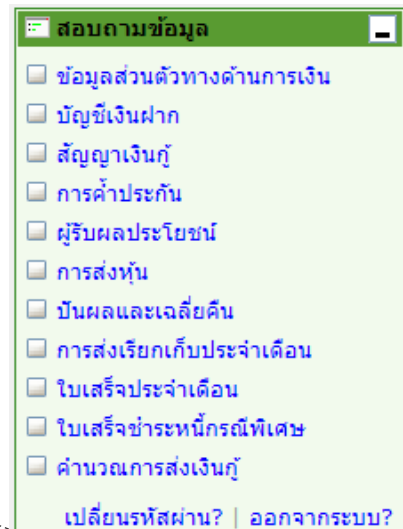 สอบถามข้อมูล
ข้อมูลส่วนตัวทางด้านการเงิน
บัญชีเงินฝาก
สัญญาเงินกู้
การค้ำประกัน
ผู้รับผลประโยชน์
การส่งหุ้น
ปันผลและเฉลี่ยคืน
การส่งเรียกเก็บประจำเดือน
ใบเสร็จประจำเดือน
ใบเสร็จชำระหนี้กรณีพิเศษ
คำนวณการส่งเงินกู้
เปลี่ยนรหัสผ่าน? | ออกจากระบบ?